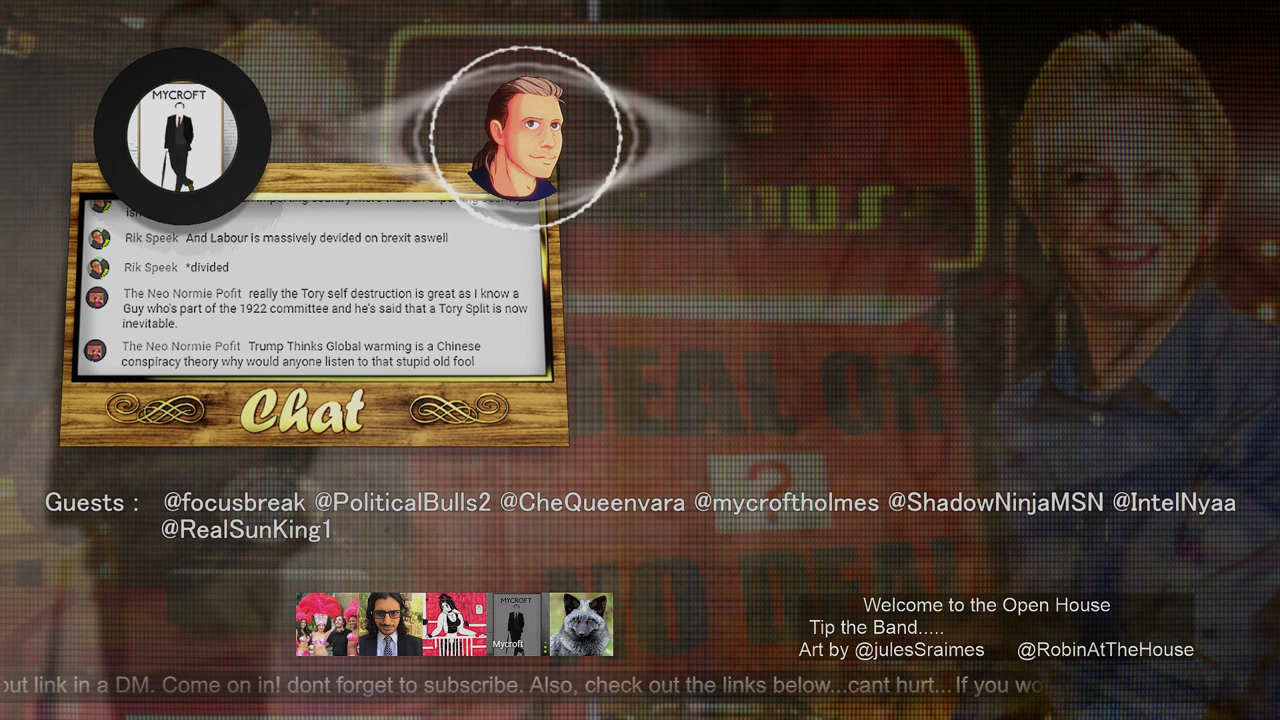 MYCROFT
isn
Rik Speek And Labour is massively devided on brexit aswell
Rik Speek *divided
The Neo Normie Pofit really the Tory self destruction is great as I know a
Guy who's part of the 1922 committee and he's said that a Tory Split is now
inevitable.
The Neo Normie Pofit Trump Thinks Global warming is a Chinese
conspiracy theory why would anyone listen to that stupid old fool
Chat
DEAL OR
?
NO DEAL
Guests : @focusbreak @PoliticalBulls2 @CheQueenvara @mycroftholmes @ShadowNinjaMSN @IntelNyaa
@RealSunKing1
MYCROFT
Mycroft
Welcome to the Open House
Tip the Band.....
Art by @julesSraimes @RobinAtTheHouse
out link in a DM. Come on in! dont forget to subscribe. Also, check out the links below...cant hurt... If you wo